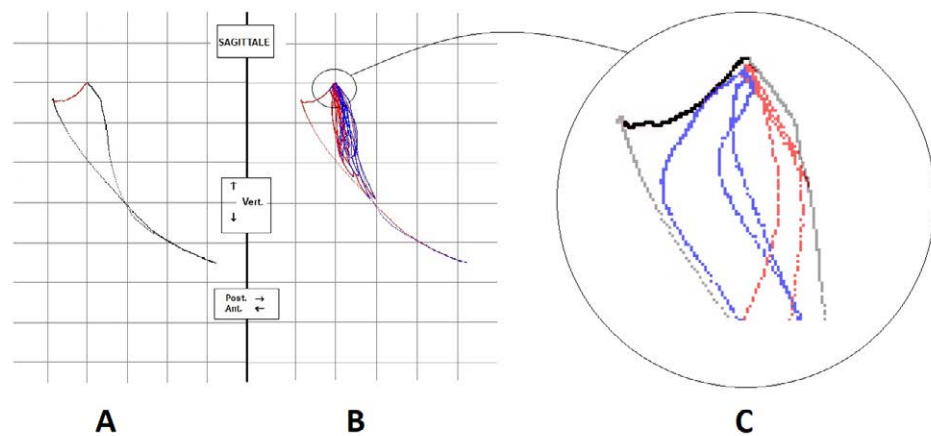 SAGITTALE
↑
Vert.
↓
Post. →
Ant. ←
A
B
C